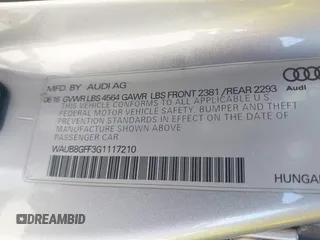 MFD.BY AUDI AG
06.16 GVWR LBS 4564 GAWR LBS FRONT 2381 /REAR 2293
THIS VEHICLE CONFORMS TO ALL APPLICABLE U.S.
FEDERAL MOTOR VEHICLE SAFETY, BUMPER AND THEFT
PREVENTION STANDARDS IN EFFECT ON THE DATE OF
MANUFACTURE SHOWN ABOVE.
PASSENGER CAR
WAUB8GFF3G1117210
Audi
HUNGAR
DREAMBID